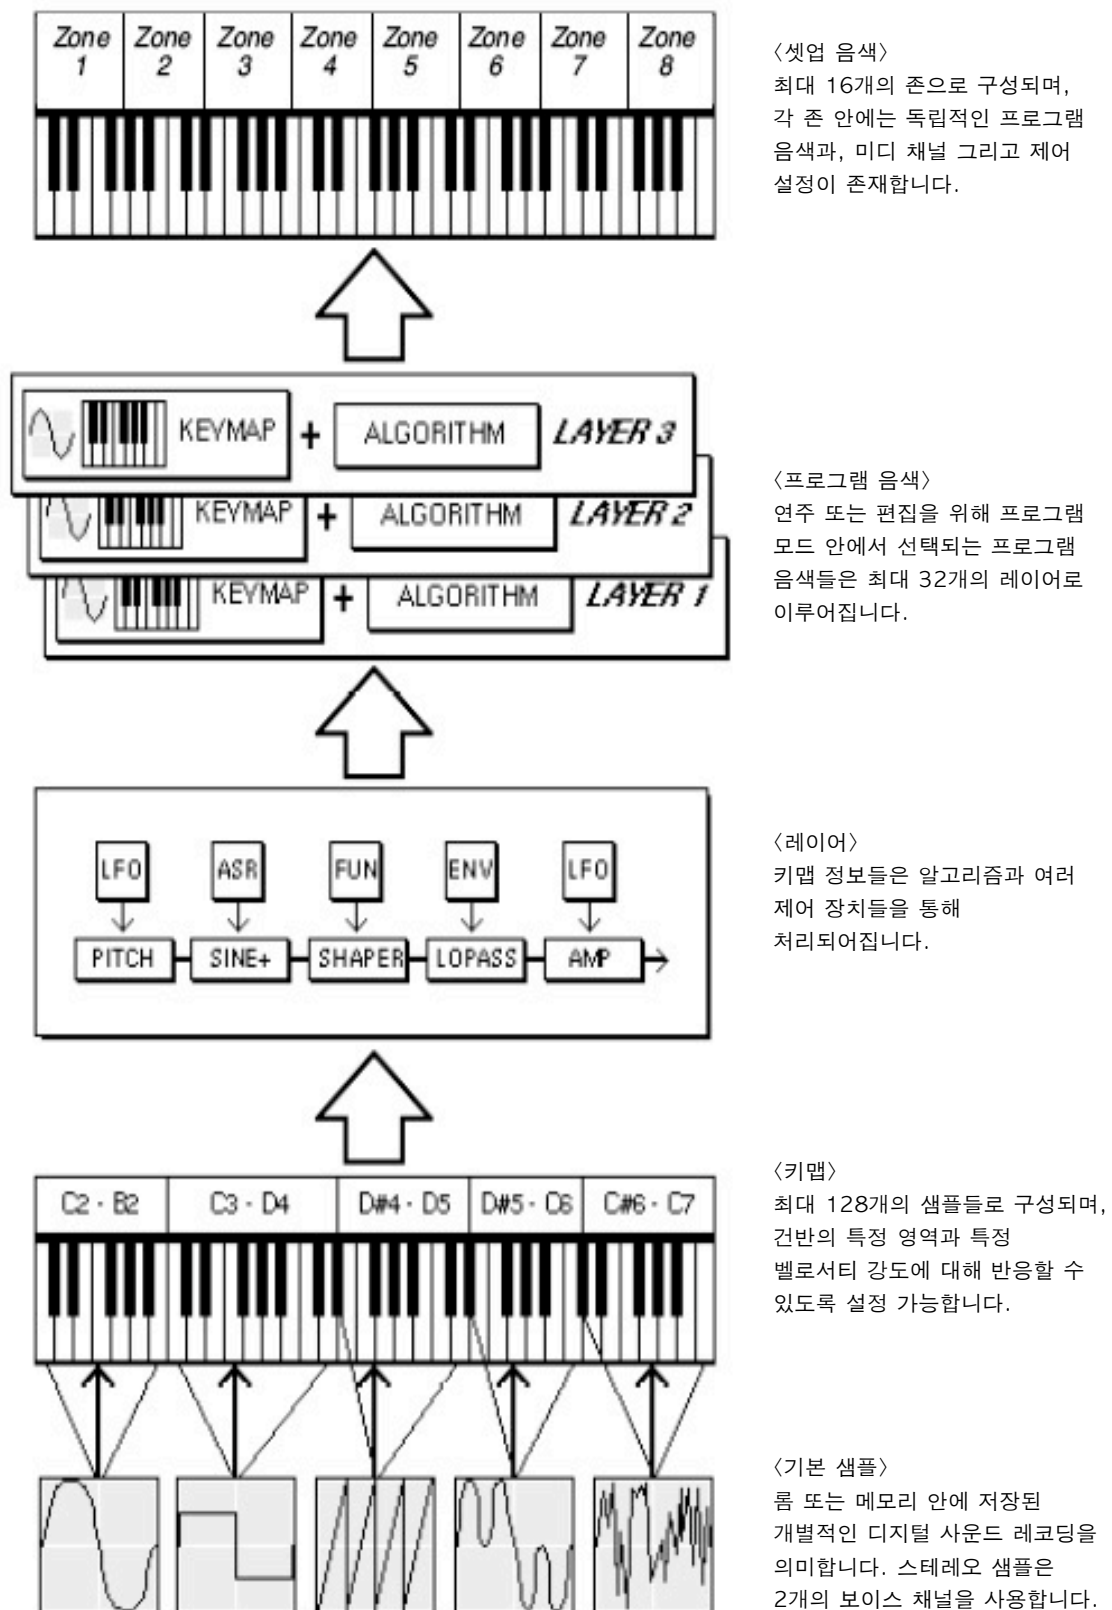 Zone 1
Zone 2
Zone 3
Zone 4
Zone 5
Zone 6
Zone 7
Zone 8
〈셋업 음색〉
최대 16개의 존으로 구성되며,
각 존 안에는 독립적인 프로그램
음색과, 미디 채널 그리고 제어
설정이 존재합니다.
KEYMAP + ALGORITHM LAYER 3
KEYMAP + ALGORITHM LAYER 2
KEYMAP + ALGORITHM LAYER 1
〈프로그램 음색〉
연주 또는 편집을 위해 프로그램
모드 안에서 선택되는 프로그램
음색들은 최대 32개의 레이어로
이루어집니다.
LFO ASR FUN ENV LFO
PITCH SINE+ SHAPER LOPASS AMP
〈레이어〉
키맵 정보들은 알고리즘과 여러
제어 장치들을 통해
처리되어집니다.
C2 - B2 C3 - D4 D#4 - D5 D#5 - C6 C#6 - C7
〈키맵〉
최대 128개의 샘플들로 구성되며,
건반의 특정 영역과 특정
벨로서티 강도에 대해 반응할 수
있도록 설정 가능합니다.
〈기본 샘플〉
롬 또는 메모리 안에 저장된
개별적인 디지털 사운드 레코딩을
의미합니다. 스테레오 샘플은
2개의 보이스 채널을 사용합니다.